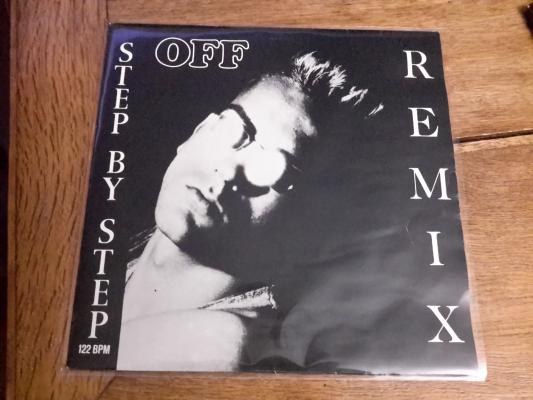 OFF
STEP BY STEP
122 BPM
REMIX